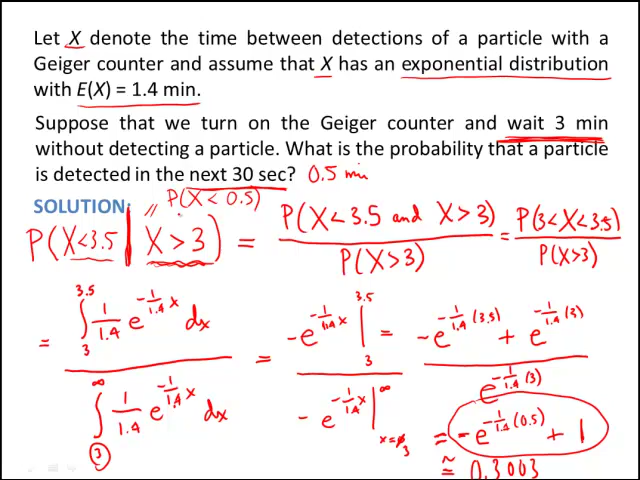 Let X denote the time between detections of a particle with a
Geiger counter and assume that X has an exponential distribution
with E(X) = 1.4 min.
Suppose that we turn on the Geiger counter and wait 3 min
without detecting a particle. What is the probability that a particle
is detected in the next 30 sec? 0.5 min
SOLUTION: // P(X < 0.5)
P(X<3.5 | X>3) = P(X<3.5 and X>3) / P(X>3) = P(3<X<3.5) / P(X>3)
= ∫_3^3.5 1/1.4 e^(-1/1.4 x) dx / ∫_3^∞ 1/1.4 e^(-1/1.4 x) dx = -e^(-1/1.4 x) |_3^3.5 / -e^(-1/1.4 x) |_x=3^∞ = -e^(-1/1.4 (3.5)) + e^(-1/1.4 (3)) / e^(-1/1.4 (3))
= -e^(-1/1.4 (0.5)) + 1
≅ 0.3003